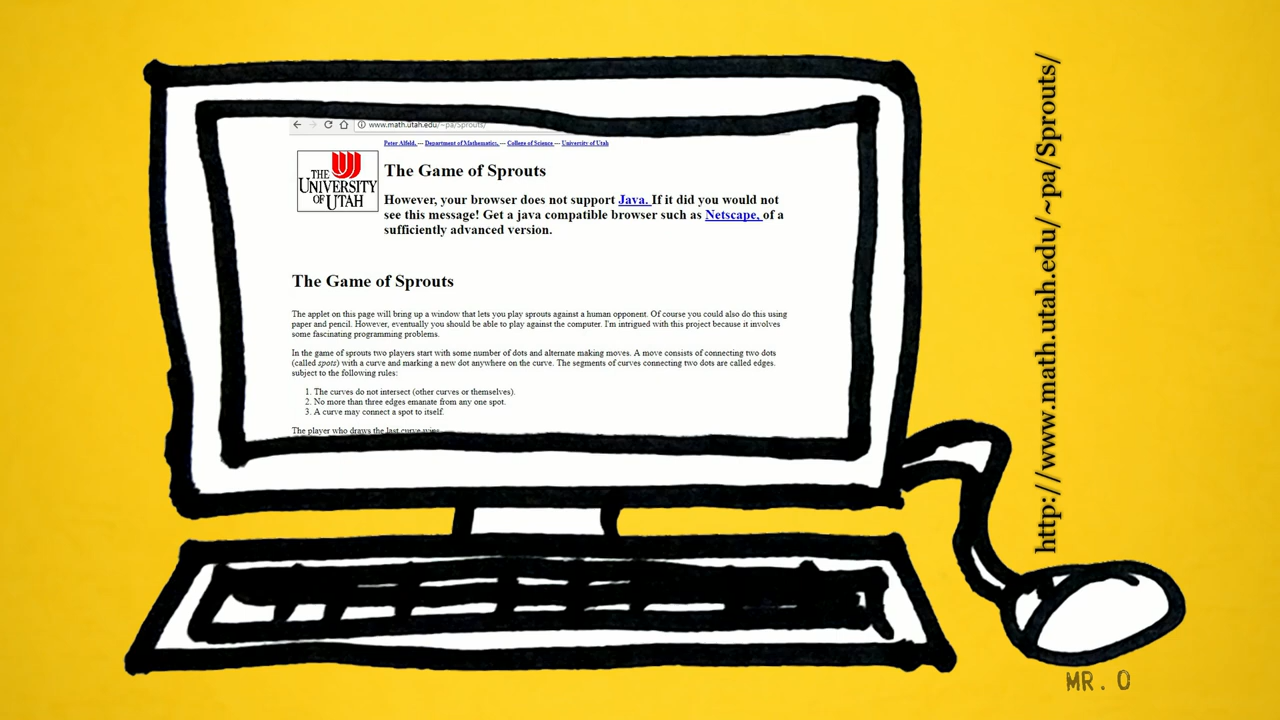 www.math.utah.edu/~pa/Sprouts/
Peter Alfeld, --- Department of Mathematics, --- College of Science --- University of Utah
THE
UNIVERSITY
OF UTAH
The Game of Sprouts
However, your browser does not support Java. If it did you would not
see this message! Get a java compatible browser such as Netscape, of a
sufficiently advanced version.
The Game of Sprouts
The applet on this page will bring up a window that lets you play sprouts against a human opponent. Of course you could also do this using
paper and pencil. However, eventually you should be able to play against the computer. I'm intrigued with this project because it involves
some fascinating programming problems.
In the game of sprouts two players start with some number of dots and alternate making moves. A move consists of connecting two dots
(called spots) with a curve and marking a new dot anywhere on the curve. The segments of curves connecting two dots are called edges.
subject to the following rules:
1. The curves do not intersect (other curves or themselves).
2. No more than three edges emanate from any one spot.
3. A curve may connect a spot to itself.
The player who draws the last curve wins.
http://www.math.utah.edu/~pa/Sprouts/
MR. O